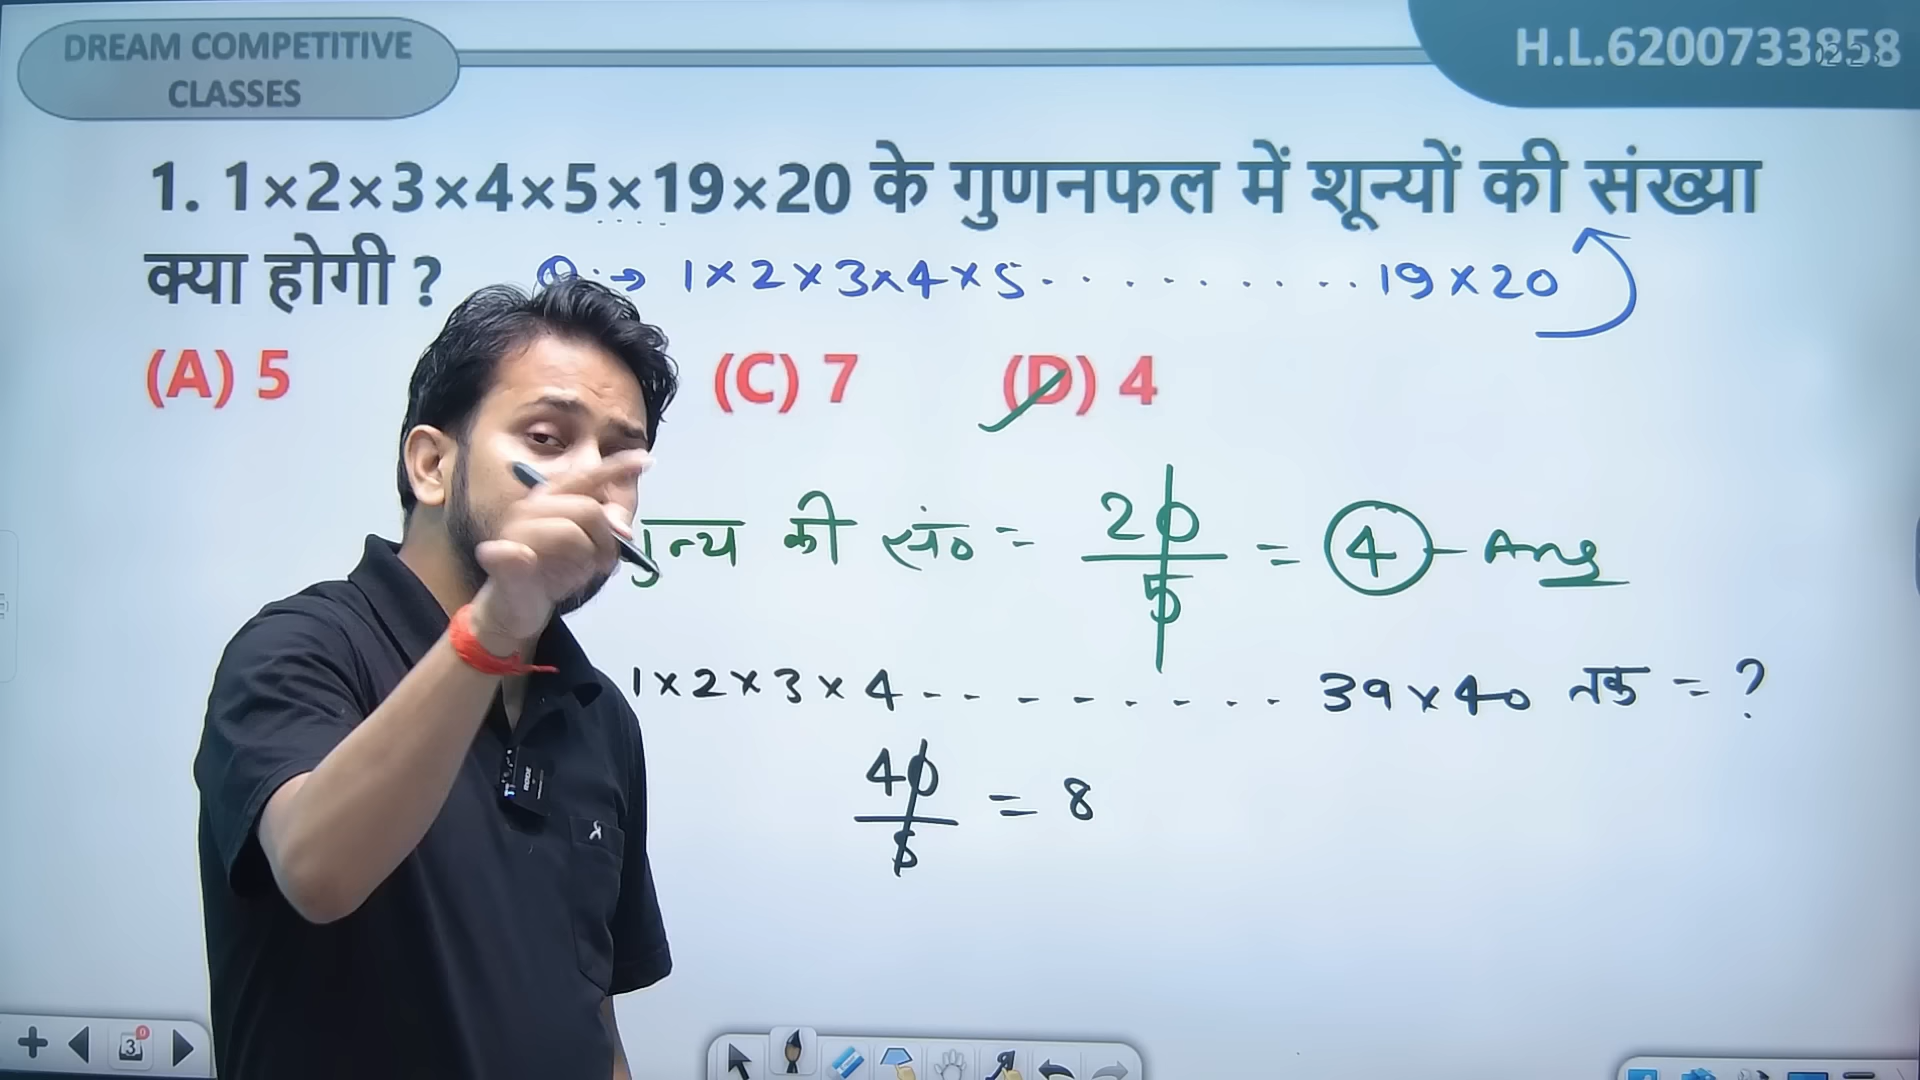 DREAM COMPETITIVE
CLASSES
H.L.6200733858
1. 1×2×3×4×5×19×20 के गुणनफल में शून्यों की संख्या
क्या होगी ?
1×2×3×4×5............19×20
(A) 5
(C) 7
(D) 4
की सं० = 20/5 = 4 - Ans
1×2×3×4--------39×40 तक = ?
40/5 = 8
3